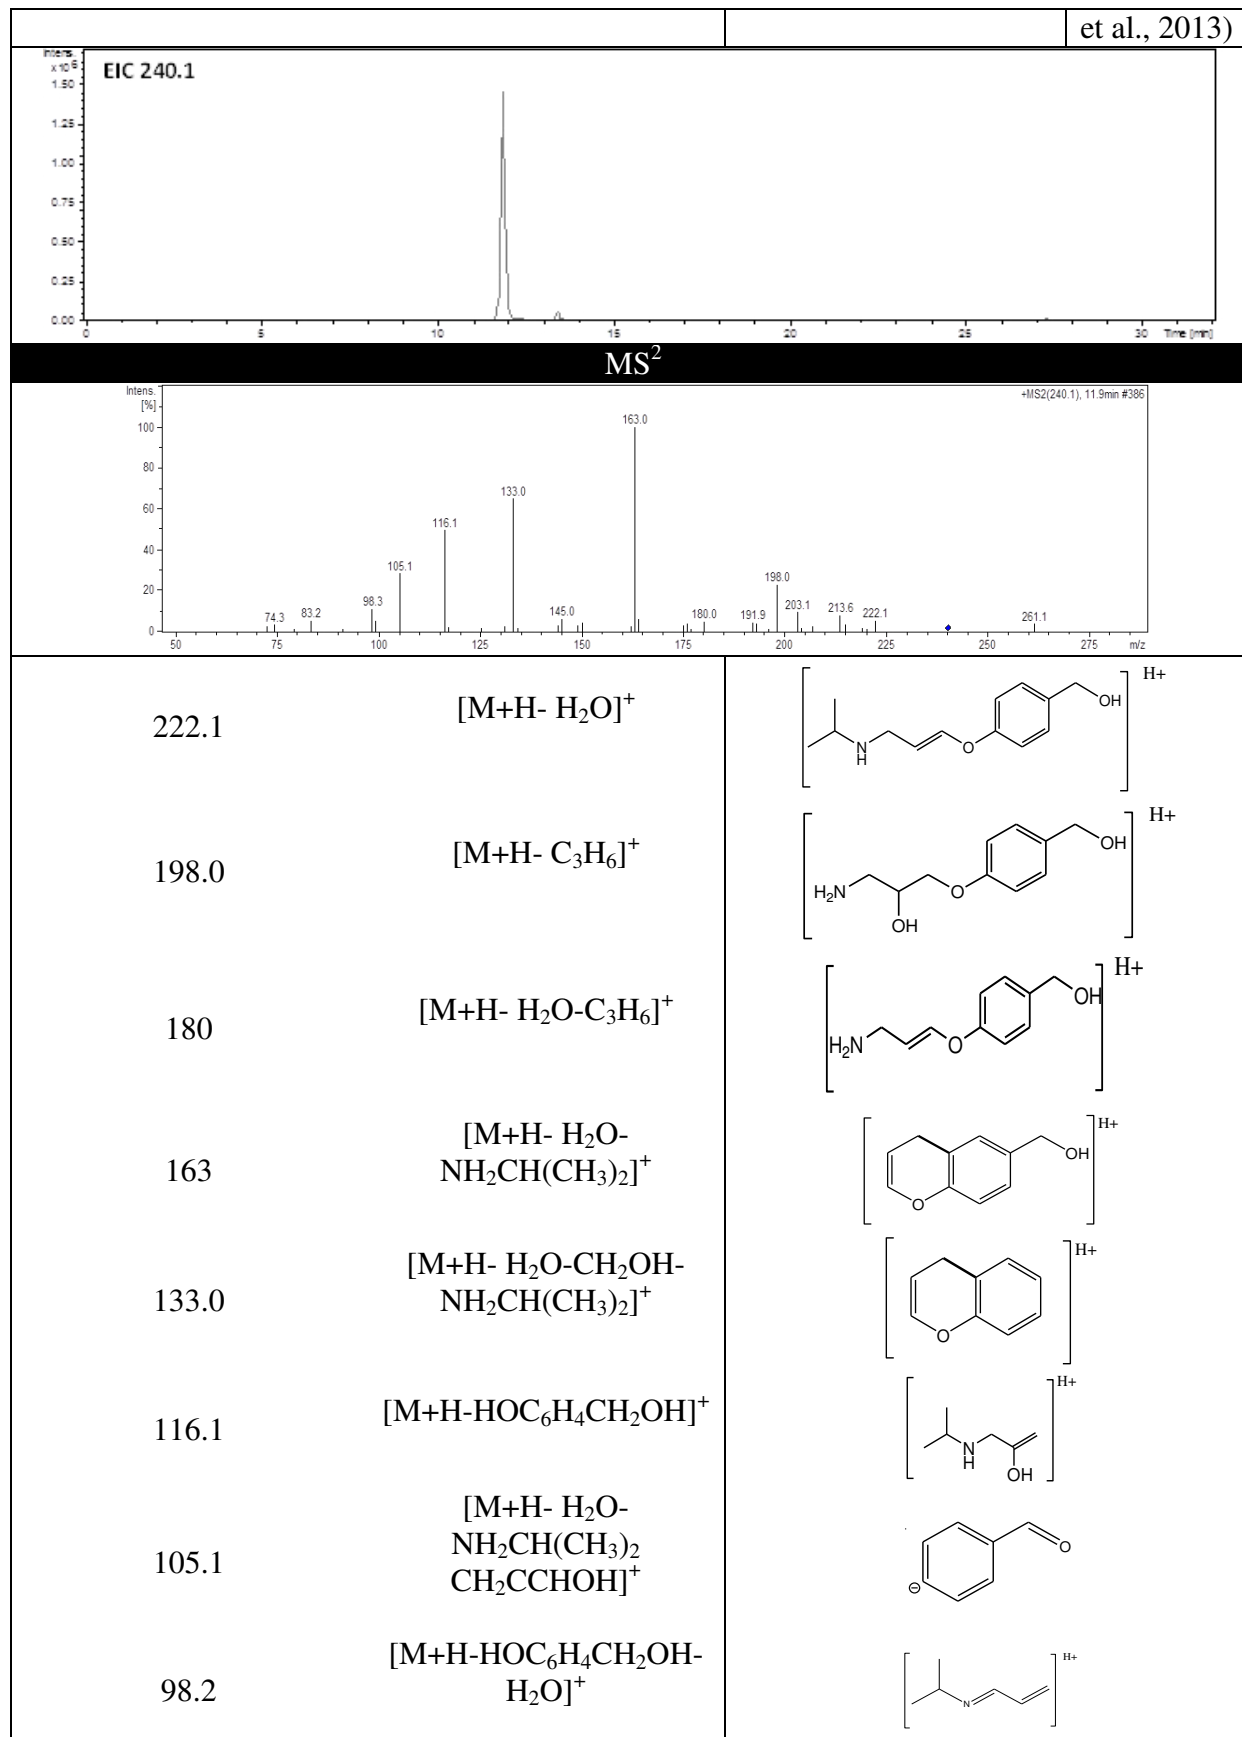 et al., 2013)
Intens.
x10⁶
EIC 240.1
1.50
1.25
1.00
0.75
0.50
0.25
0.00
0 5 10 15 20 25 30 Time [min]
MS²
Intens.
[%]
+MS2(240.1), 11.9min #386
100
80
60
40
20
0
74.3 83.2 98.3 105.1 116.1 133.0 145.0 163.0 180.0 191.9 198.0 203.1 213.6 222.1 261.1
50 75 100 125 150 175 200 225 250 275 m/z
222.1 [M+H- H₂O]⁺
N
H
O
OH
H+
198.0 [M+H- C₃H₆]⁺
H₂N
OH
O
OH
H+
180 [M+H- H₂O-C₃H₆]⁺
H₂N
O
OH
H+
163 [M+H- H₂O-
NH₂CH(CH₃)₂]⁺
O
OH
H+
133.0 [M+H- H₂O-CH₂OH-
NH₂CH(CH₃)₂]⁺
O
H+
116.1 [M+H-HOC₆H₄CH₂OH]⁺
N
H
OH
H+
105.1 [M+H- H₂O-
NH₂CH(CH₃)₂
CH₂CCHOH]⁺
O
⊖
98.2 [M+H-HOC₆H₄CH₂OH-
H₂O]⁺
N
H+